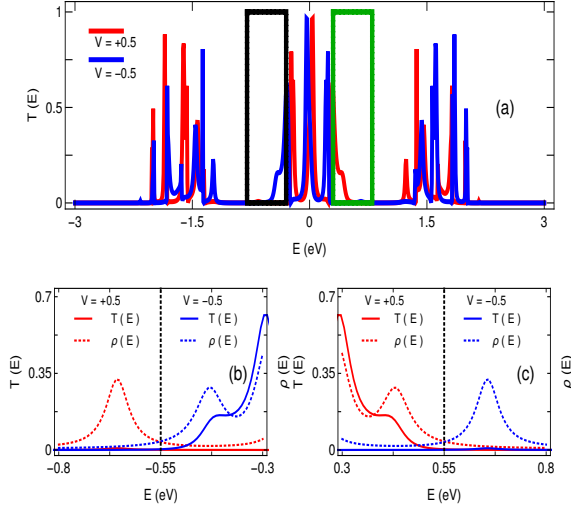 1
0.5
0
T (E)
V = +0.5
V = −0.5
(a)
−3
−1.5
0
1.5
3
E (eV)
0.7
0.35
0
T (E)
V = +0.5
V = −0.5
T ( E )
T ( E )
ρ ( E )
ρ ( E )
(b)
ρ (E)
−0.8
−0.55
−0.3
E (eV)
T (E)
0.7
0.35
0
V = +0.5
V = −0.5
T ( E )
T ( E )
ρ ( E )
ρ ( E )
(c)
ρ (E)
0.3
0.55
0.8
E (eV)